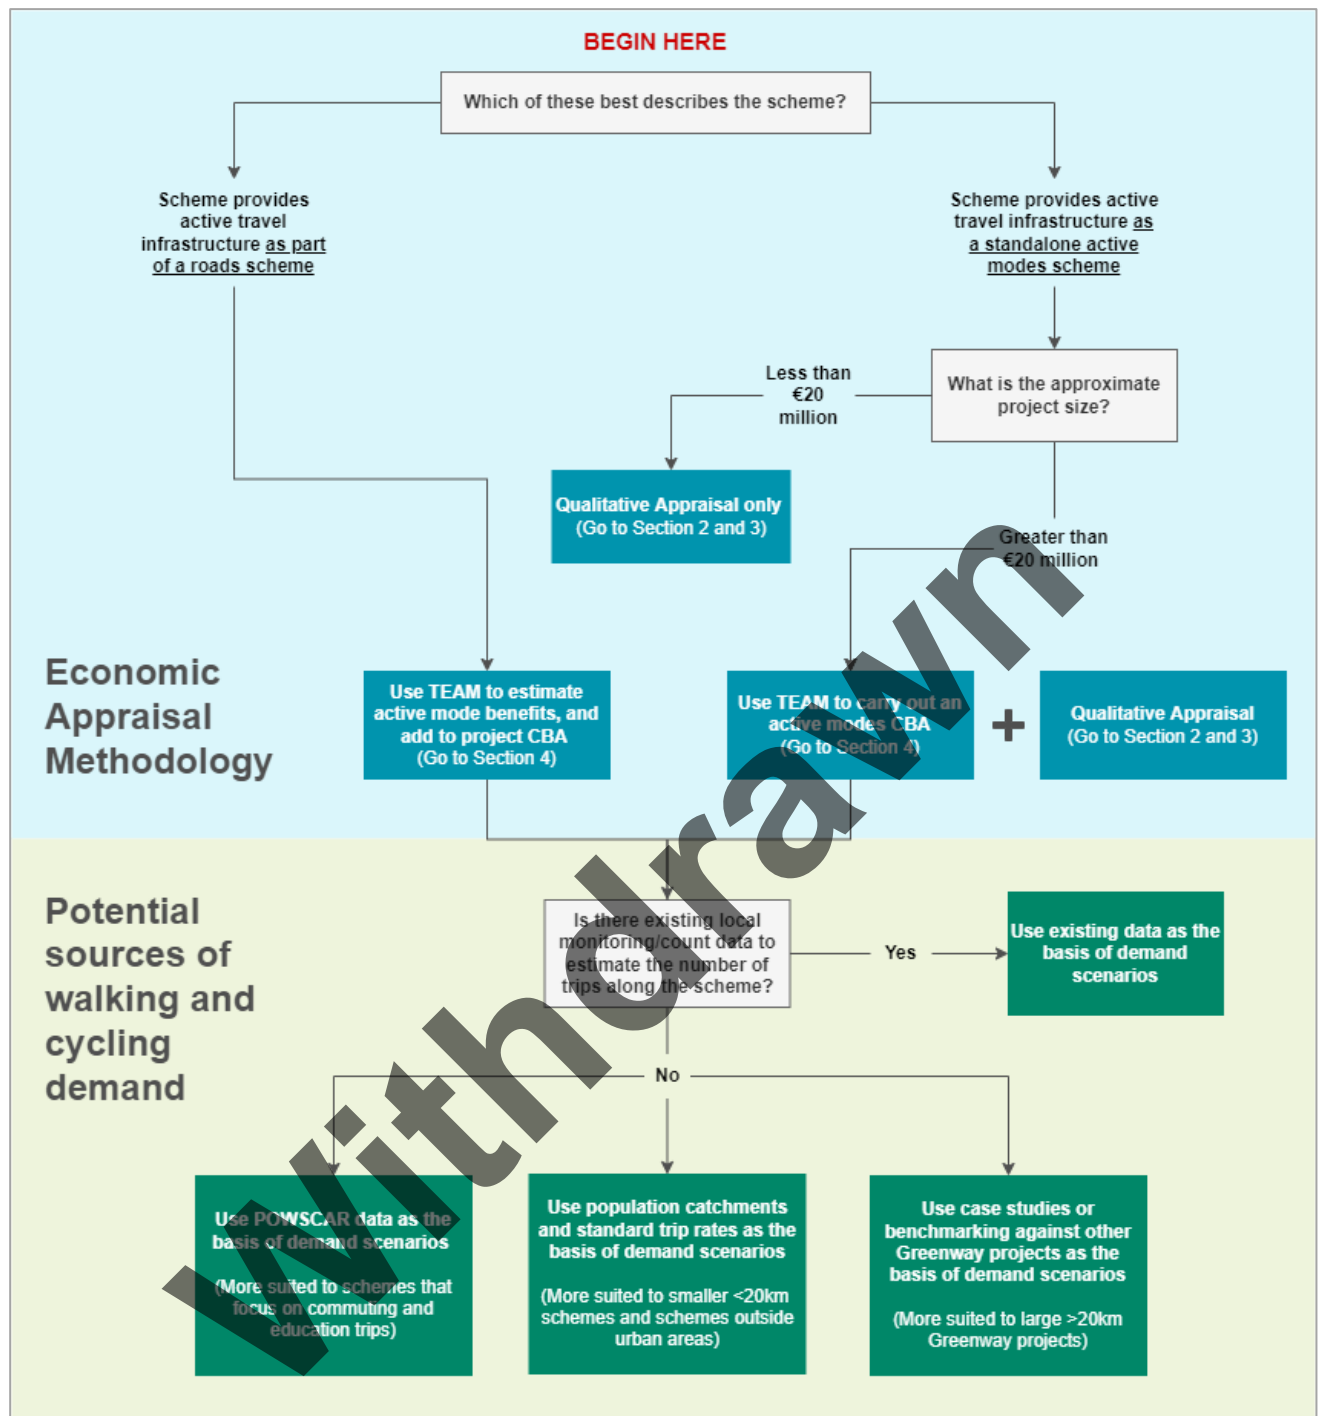 BEGIN HERE
Which of these best describes the scheme?
Scheme provides
active travel
infrastructure as part
of a roads scheme
Scheme provides active
travel infrastructure as
a standalone active
modes scheme
What is the approximate
project size?
Less than
€20
million
Qualitative Appraisal only
(Go to Section 2 and 3)
Greater than
€20 million
Economic
Appraisal
Methodology
Use TEAM to estimate
active mode benefits, and
add to project CBA
(Go to Section 4)
Use TEAM to carry out an
active modes CBA
(Go to Section 4)
+
Qualitative Appraisal
(Go to Section 2 and 3)
Potential
sources of
walking and
cycling
demand
Is there existing local
monitoring/count data to
estimate the number of
trips along the scheme?
Yes
Use existing data as the
basis of demand
scenarios
No
Use POWSCAR data as the
basis of demand scenarios
(More suited to schemes that
focus on commuting and
education trips)
Use population catchments
and standard trip rates as the
basis of demand scenarios
(More suited to smaller <20km
schemes and schemes outside
urban areas)
Use case studies or
benchmarking against other
Greenway projects as the
basis of demand scenarios
(More suited to large >20km
Greenway projects)
Withdrawn